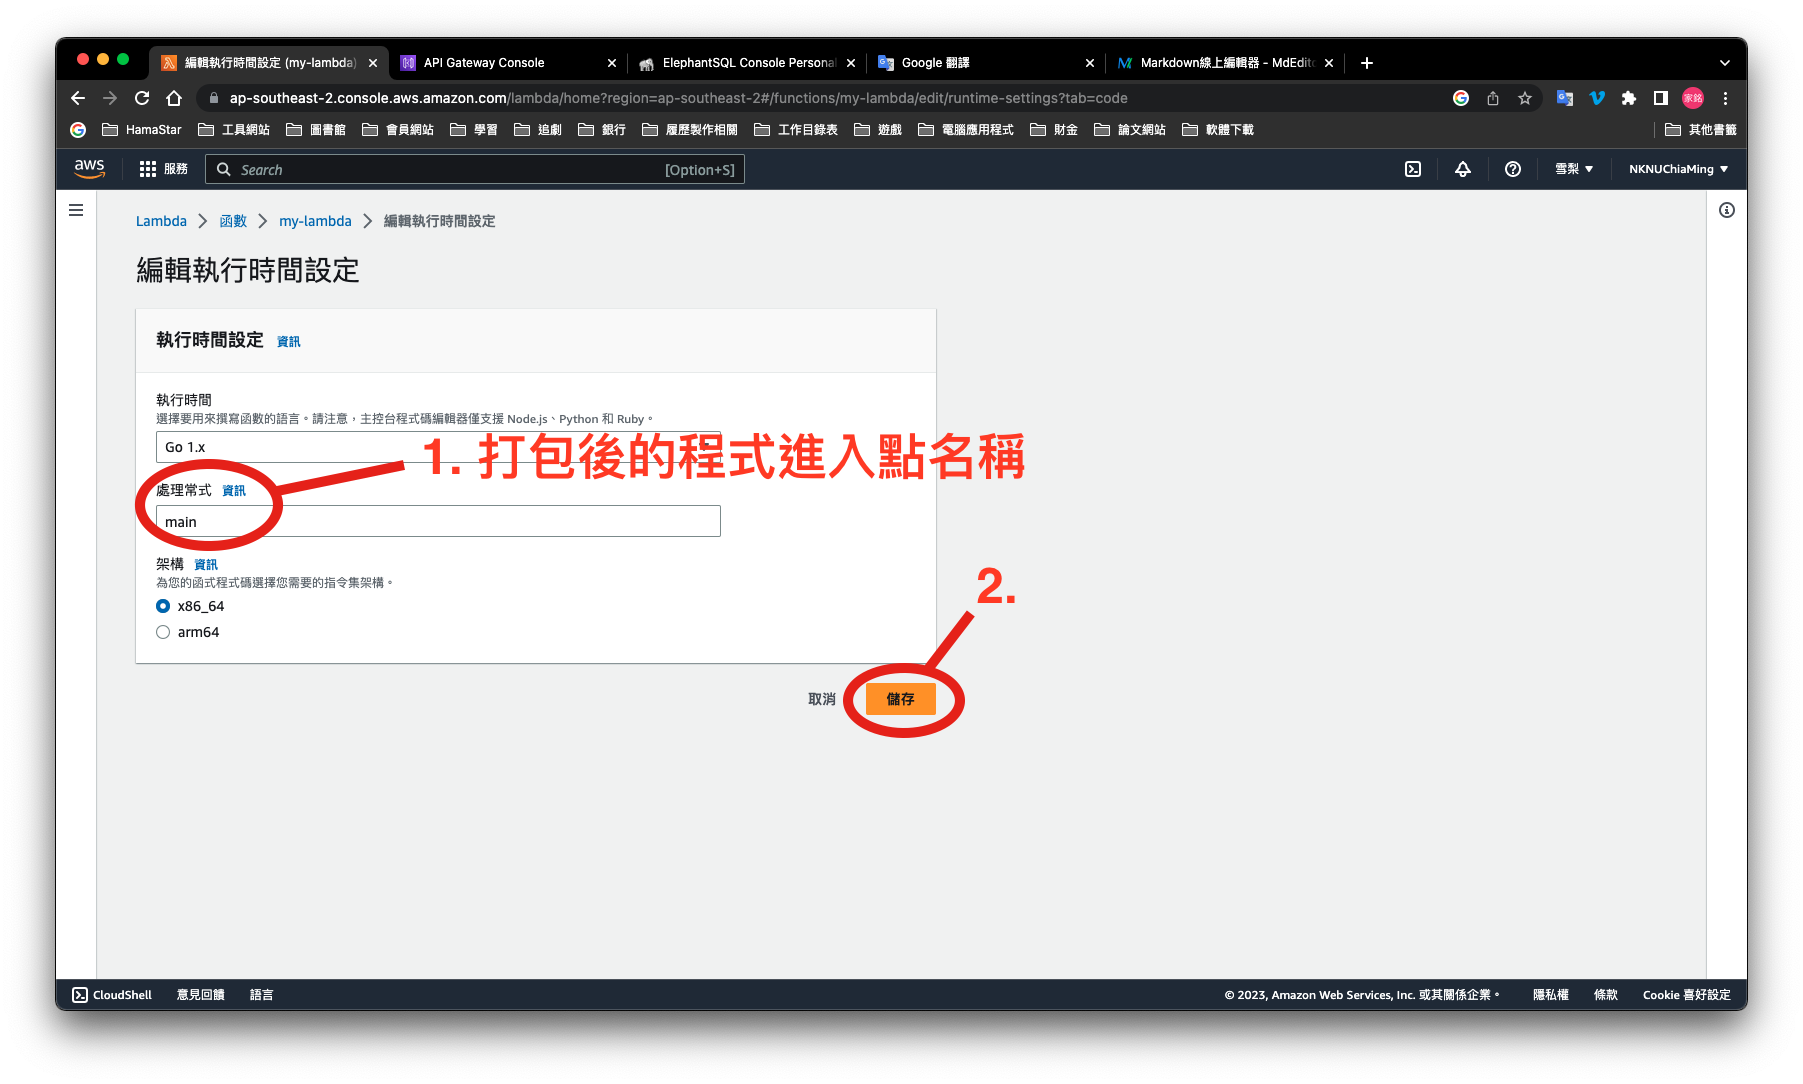 編輯執行時間設定 (my-lambda)
API Gateway Console
ElephantSQL Console Personal
Google 翻譯
Markdown線上編輯器 - MdEdito
ap-southeast-2.console.aws.amazon.com/lambda/home?region=ap-southeast-2#/functions/my-lambda/edit/runtime-settings?tab=code
家銘
HamaStar
工具網站
圖書館
會員網站
學習
追劇
銀行
履歷製作相關
工作目錄表
遊戲
電腦應用程式
財金
論文網站
軟體下載
其他書籤
aws
服務
Search
[Option+S]
雪梨
NKNUChiaMing
Lambda > 函數 > my-lambda > 編輯執行時間設定
編輯執行時間設定
執行時間設定 資訊
執行時間
選擇要用來撰寫函數的語言。請注意，主控台程式碼編輯器僅支援 Node.js、Python 和 Ruby。
Go 1.x
1. 打包後的程式進入點名稱
處理常式 資訊
main
架構 資訊
為您的函式程式碼選擇您需要的指令集架構。
x86_64
arm64
2.
取消
儲存
CloudShell
意見回饋
語言
© 2023, Amazon Web Services, Inc. 或其關係企業。
隱私權
條款
Cookie 喜好設定